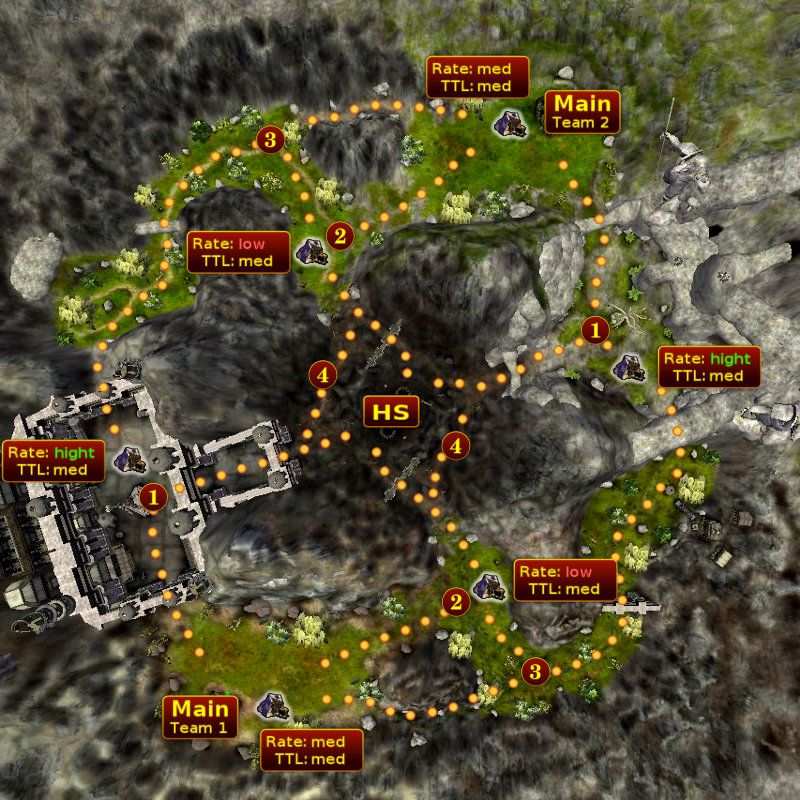 Rate: med
TTL: med
Main
Team 2
3
2
Rate: low
TTL: med
1
Rate: hight
TTL: med
4
HS
4
Rate: hight
TTL: med
1
Rate: low
TTL: med
2
3
Main
Team 1
Rate: med
TTL: med